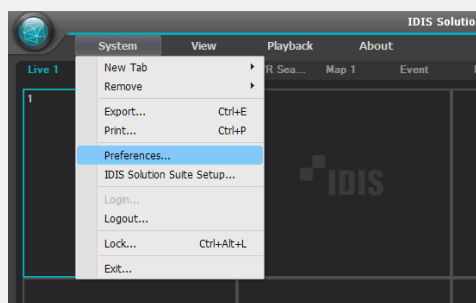 IDIS Solutio
System View Playback About
Live 1 R Sea... Map 1 Event
1
New Tab
Remove
Export... Ctrl+E
Print... Ctrl+P
Preferences...
IDIS Solution Suite Setup...
Login...
Logout...
Lock... Ctrl+Alt+L
Exit...
IDIS